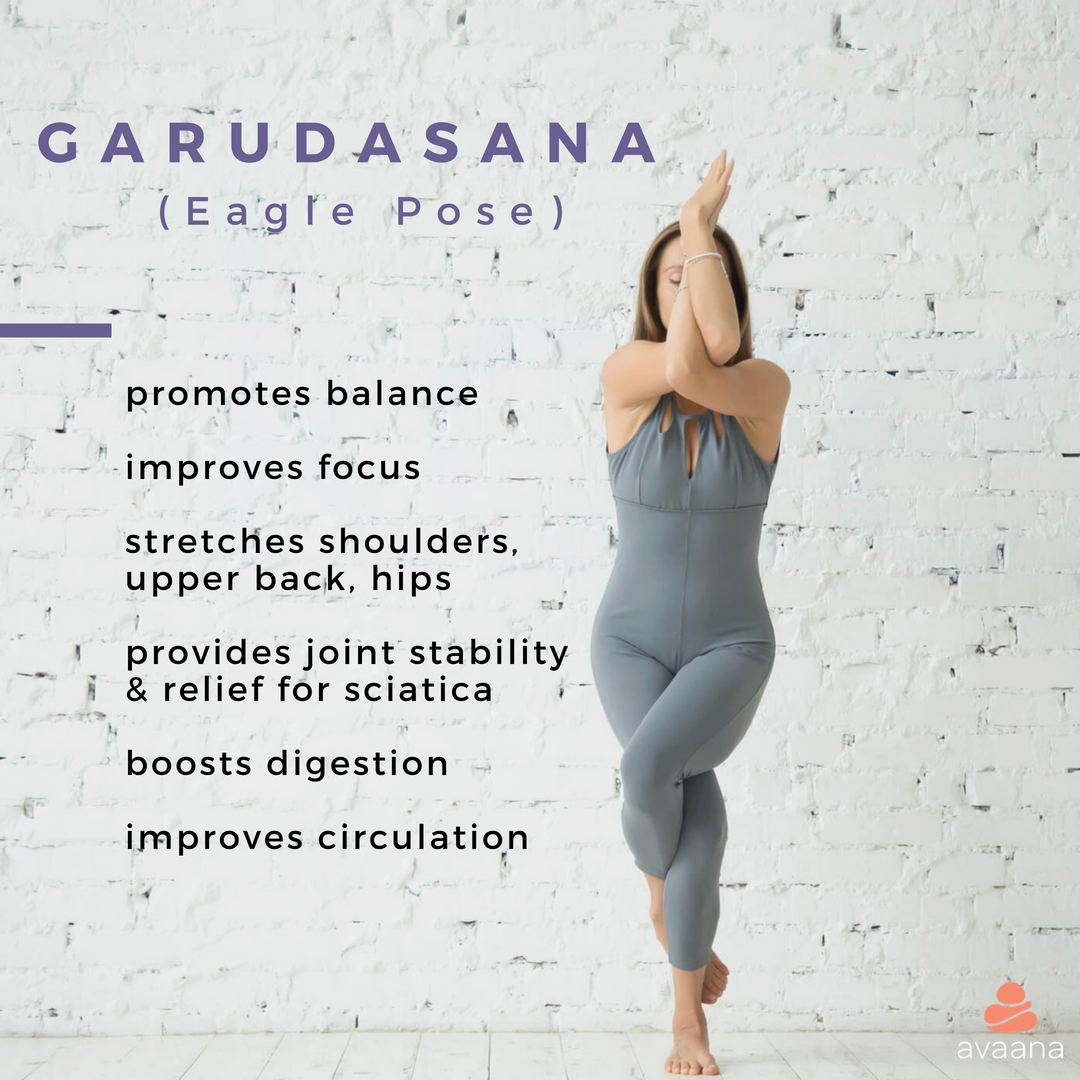 GARUDASANA
(Eagle Pose)
promotes balance
improves focus
stretches shoulders,
upper back, hips
provides joint stability
& relief for sciatica
boosts digestion
improves circulation
avaana